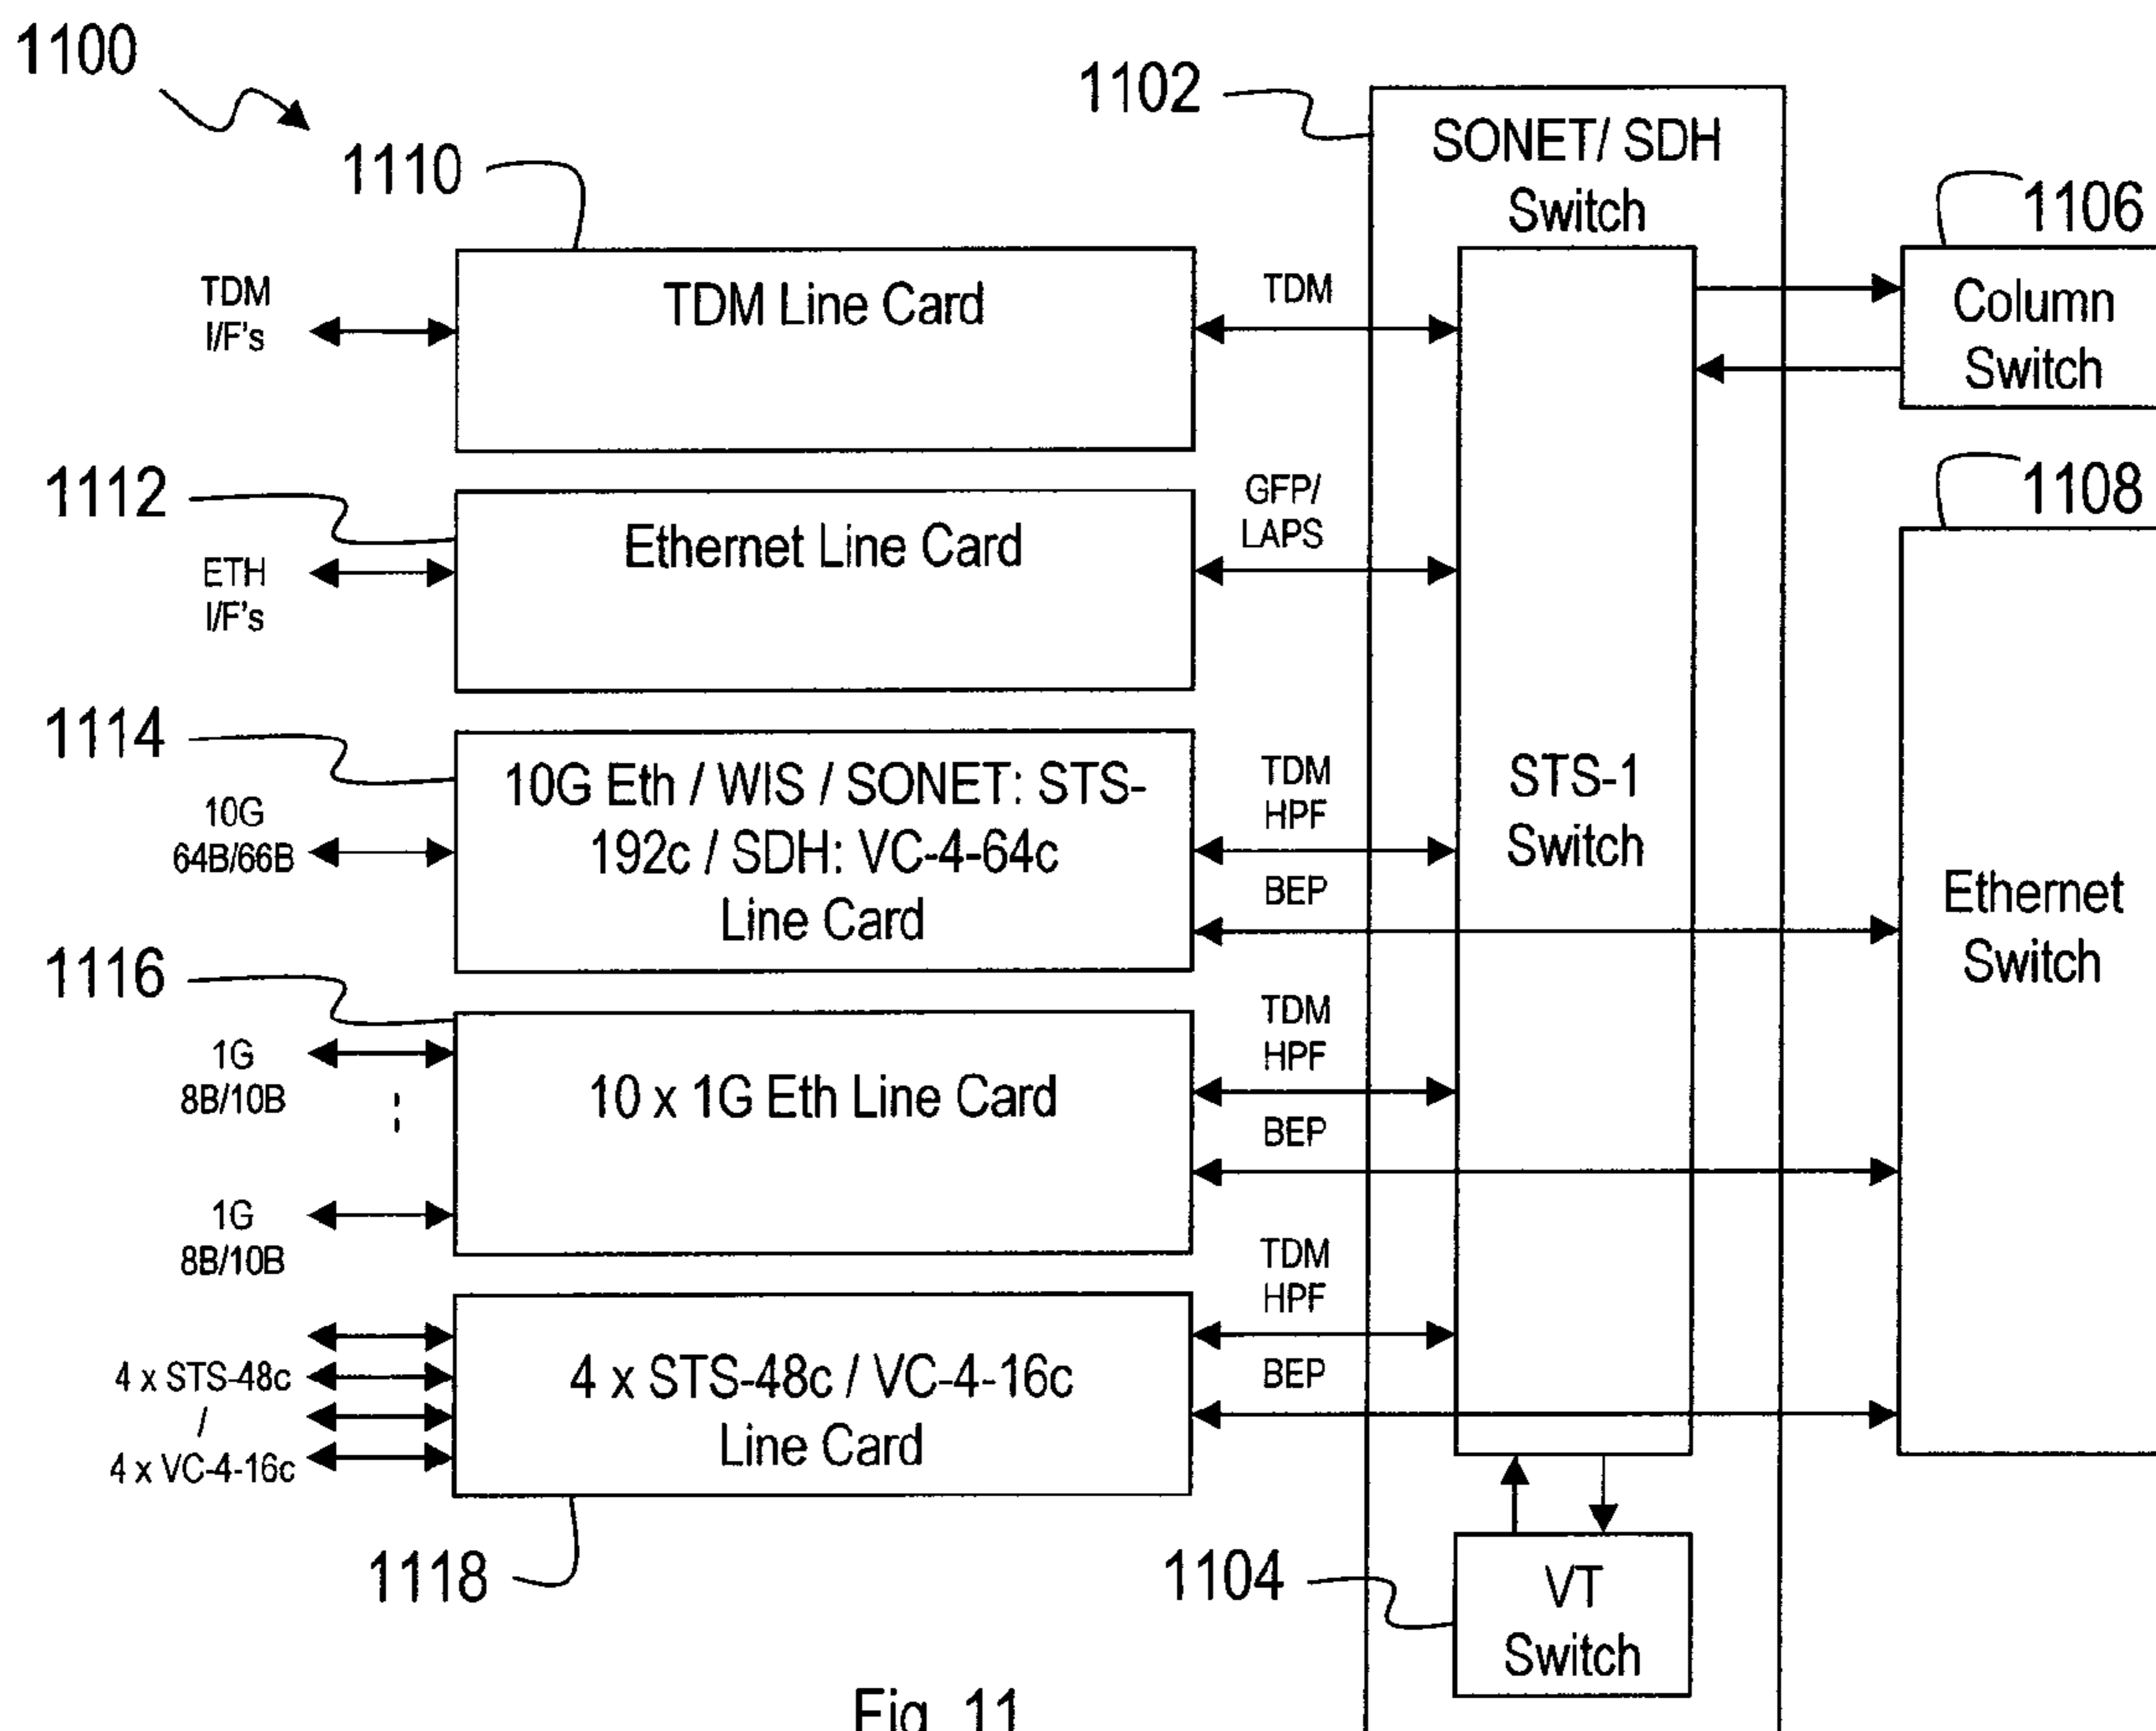 1100
1102
SONET/ SDH
Switch
1110
1106
TDM
I/F's
TDM Line Card
TDM
Column
Switch
1112
ETH
I/F's
Ethernet Line Card
GFP/
LAPS
1108
1114
10G
64B/66B
10G Eth / WIS / SONET: STS-
192c / SDH: VC-4-64c
Line Card
TDM
HPF
BEP
STS-1
Switch
Ethernet
Switch
1116
1G
8B/10B
10 x 1G Eth Line Card
TDM
HPF
BEP
1G
8B/10B
4 x STS-48c
/
4 x VC-4-16c
4 x STS-48c / VC-4-16c
Line Card
TDM
HPF
BEP
1118
1104
VT
Switch
Fig. 11